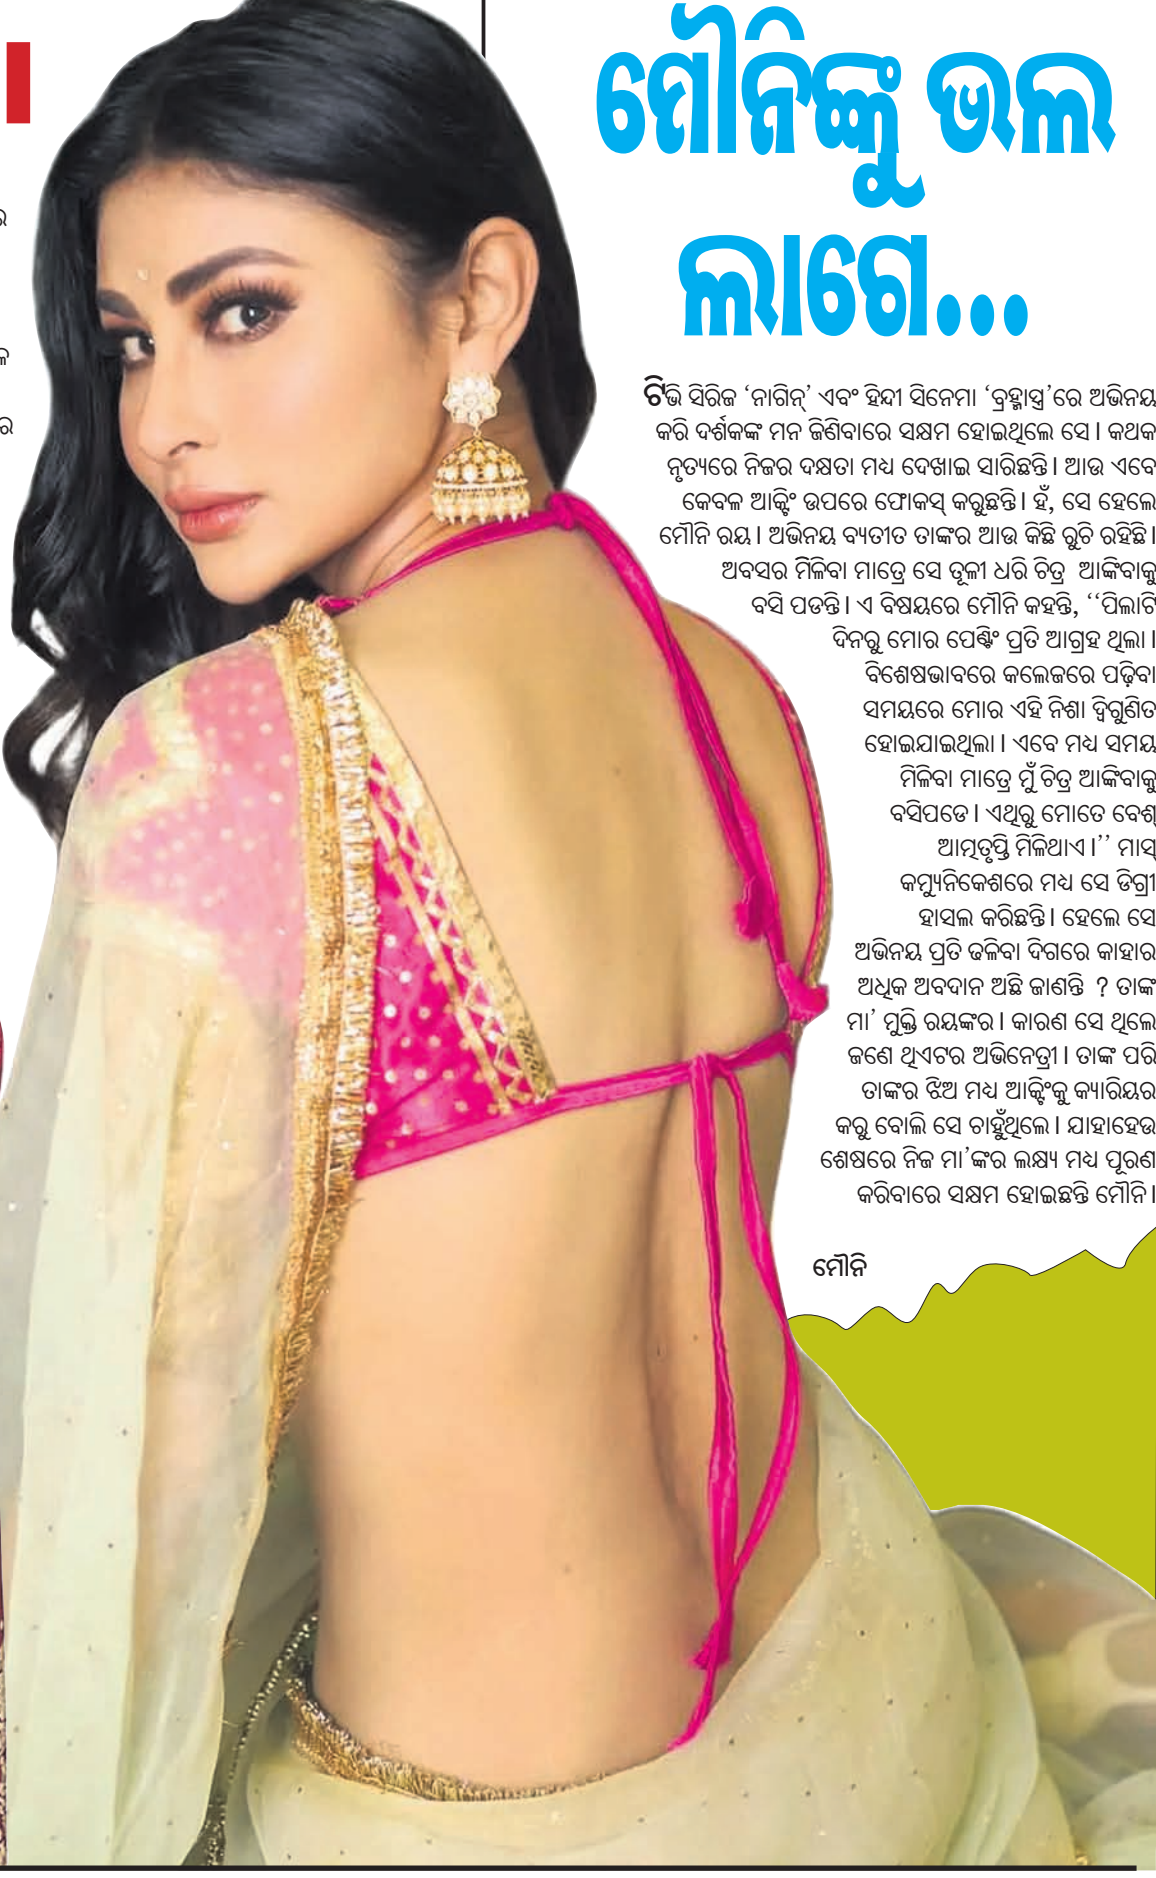 ମୌନିଙ୍କୁ ଭଲ
ଲାଗେ...
ଟିଭି ସିରିଜ ‘ନାଗିନ୍’ ଏବଂ ହିନ୍ଦୀ ସିନେମା ‘ବ୍ରହ୍ମାସ୍ତ୍ର’ରେ ଅଭିନୟ
କରି ଦର୍ଶକଙ୍କ ମନ ଜିଣିବାରେ ସକ୍ଷମ ହୋଇଥିଲେ ସେ। କଥକ
ନୃତ୍ୟରେ ନିଜର ଦକ୍ଷତା ମଧ୍ୟ ଦେଖାଇ ସାରିଛନ୍ତି। ଆଉ ଏବେ
କେବଳ ଆକ୍ଟିଂ ଉପରେ ଫୋକସ୍ କରୁଛନ୍ତି। ହଁ, ସେ ହେଲେ
ମୌନି ରୟ। ଅଭିନୟ ବ୍ୟତୀତ ତାଙ୍କର ଆଉ କିଛି ରୁଚି ରହିଛି।
ଅବସର ମିଳିବା ମାତ୍ରେ ସେ ତୂଳୀ ଧରି ଚିତ୍ର ଆଙ୍କିବାକୁ
ବସି ପଡନ୍ତି। ଏ ବିଷୟରେ ମୌନି କହନ୍ତି, ‘‘ପିଲାଟି
ଦିନରୁ ମୋର ପେଣ୍ଟିଂ ପ୍ରତି ଆଗ୍ରହ ଥିଲା।
ବିଶେଷଭାବରେ କଲେଜରେ ପଢ଼ିବା
ସମୟରେ ମୋର ଏହି ନିଶା ଦ୍ୱିଗୁଣିତ
ହୋଇଯାଇଥିଲା। ଏବେ ମଧ୍ୟ ସମୟ
ମିଳିବା ମାତ୍ରେ ମୁଁ ଚିତ୍ର ଆଙ୍କିବାକୁ
ବସିପଡେ। ଏଥିରୁ ମୋତେ ବେଶ୍
ଆତ୍ମତୃପ୍ତି ମିଳିଥାଏ।’’ ମାସ୍
କମ୍ୟୁନିକେଶରେ ମଧ୍ୟ ସେ ଡିଗ୍ରୀ
ହାସଲ କରିଛନ୍ତି। ହେଲେ ସେ
ଅଭିନୟ ପ୍ରତି ଢଳିବା ଦିଗରେ କାହାର
ଅଧିକ ଅବଦାନ ଅଛି ଜାଣନ୍ତି ? ତାଙ୍କ
ମା’ ମୁକ୍ତି ରୟଙ୍କର। କାରଣ ସେ ଥିଲେ
ଜଣେ ଥିଏଟର ଅଭିନେତ୍ରୀ। ତାଙ୍କ ପରି
ତାଙ୍କର ଝିଅ ମଧ୍ୟ ଆକ୍ଟିଂକୁ କ୍ୟାରିୟର
କରୁ ବୋଲି ସେ ଚାହୁଁଥିଲେ। ଯାହାହେଉ
ଶେଷରେ ନିଜ ମା’ଙ୍କର ଲକ୍ଷ୍ୟ ମଧ୍ୟ ପୂରଣ
କରିବାରେ ସକ୍ଷମ ହୋଇଛନ୍ତି ମୌନି।
ମୌନି